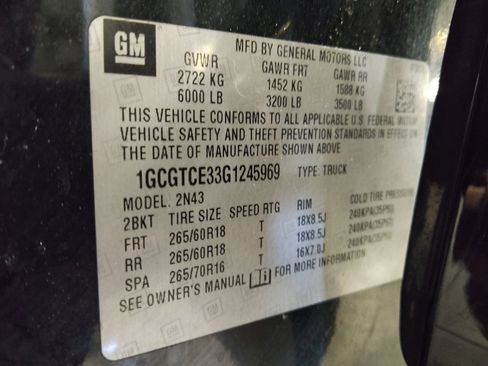 GM
MFD BY GENERAL MOTORS LLC
GVWR GAWR FRT GAWR RR
2722 KG 1452 KG 1588 KG
6000 LB 3200 LB 3500 LB
THIS VEHICLE CONFORMS TO ALL APPLICABLE U.S. FEDERAL MOTOR
VEHICLE SAFETY AND THEFT PREVENTION STANDARDS IN EFFECT ON
THE DATE OF MANUFACTURE SHOWN ABOVE.
1GCGTCE33G1245969 TYPE: TRUCK
MODEL: 2N43
2BKT TIRE SIZE SPEED RTG RIM COLD TIRE PRESSURE
FRT 265/60R18 T 18X8.5J 240KPA(35PSI)
RR 265/60R18 T 18X8.5J 240KPA(35PSI)
SPA 265/70R16 T 16X7.0J 240KPA(35PSI)
SEE OWNER'S MANUAL FOR MORE INFORMATION.